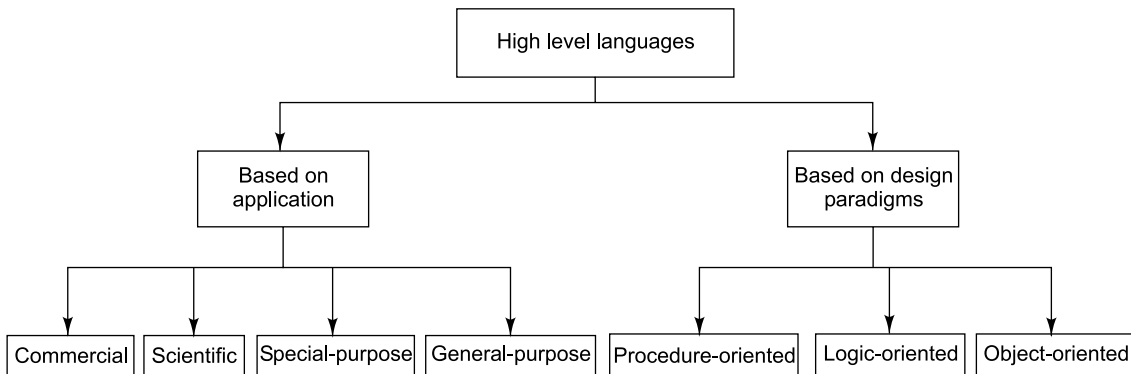 High level languages
Based on
application
Based on design
paradigms
Commercial
Scientific
Special-purpose
General-purpose
Procedure-oriented
Logic-oriented
Object-oriented